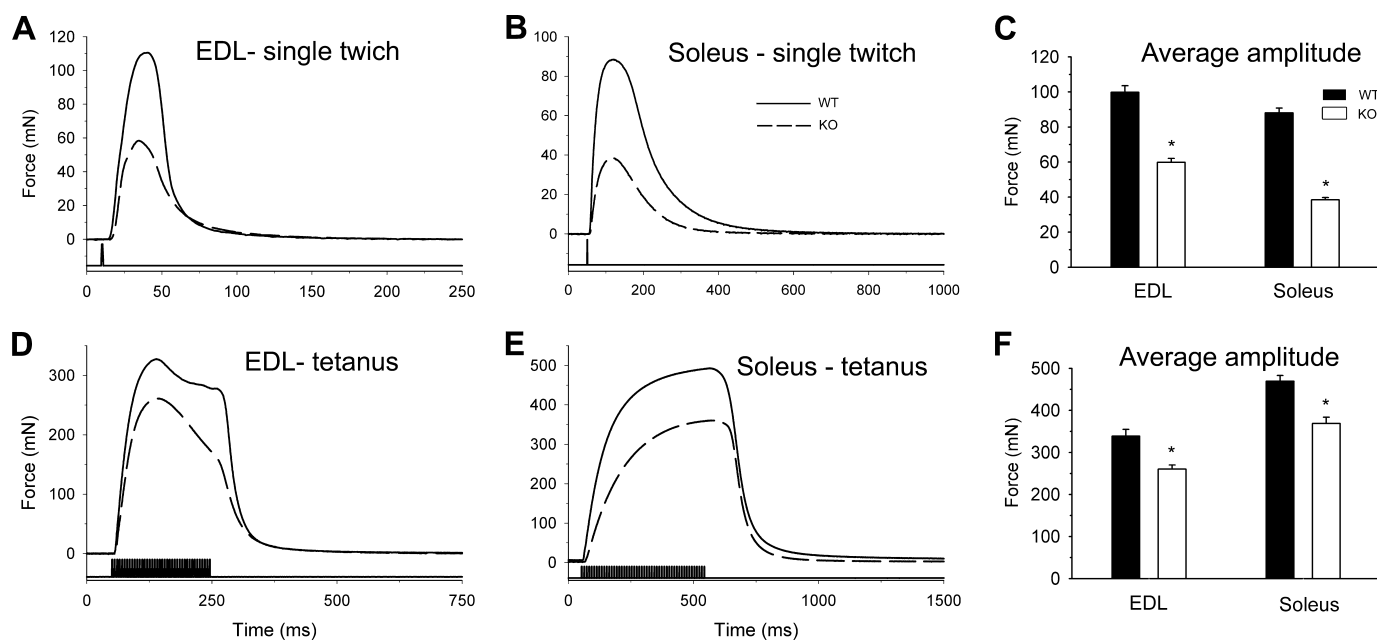 A
EDL- single twich
Force (mN)
120
100
80
60
40
20
0
0 50 100 150 200 250
B
Soleus - single twitch
WT
KO
100
80
60
40
20
0
0 200 400 600 800 1000
C
Average amplitude
WT
KO
Force (mN)
120
100
80
60
40
20
0
*
*
EDL Soleus
D
EDL- tetanus
Force (mN)
300
200
100
0
0 250 500 750
Time (ms)
E
Soleus - tetanus
500
400
300
200
100
0
0 500 1000 1500
Time (ms)
F
Average amplitude
Force (mN)
500
400
300
200
100
0
*
*
EDL Soleus